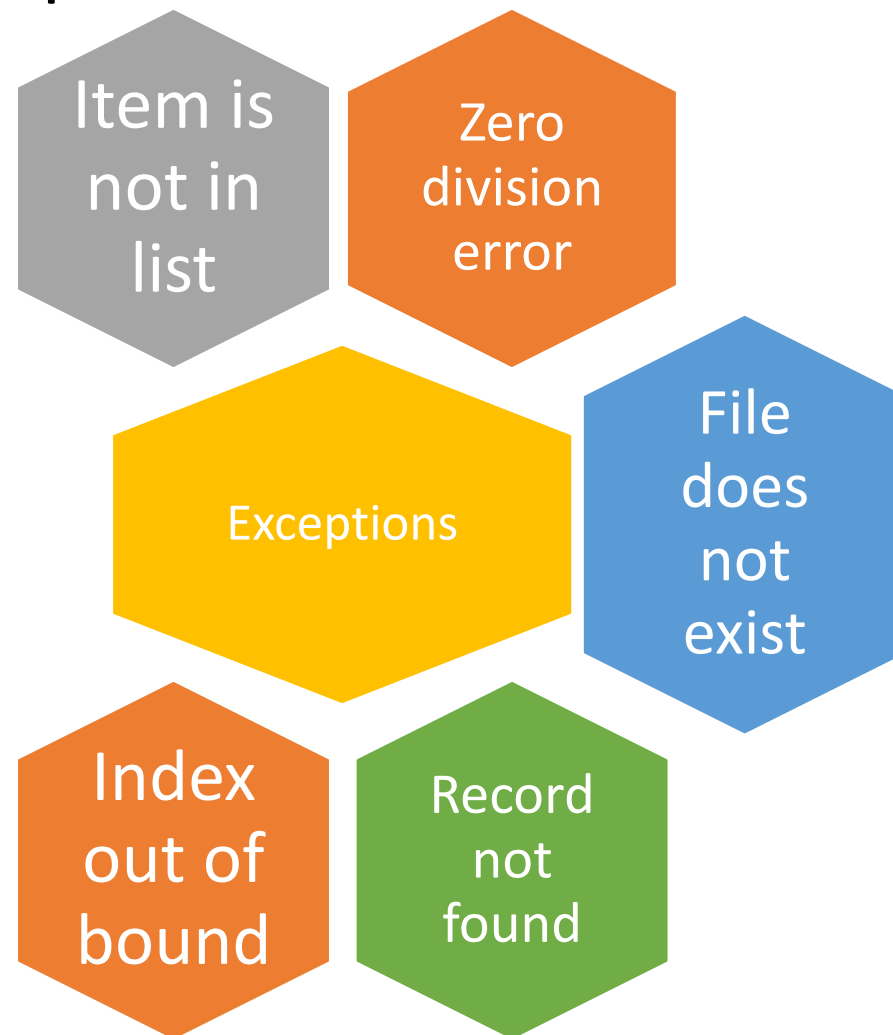 Item is
not in
list
Zero
division
error
Exceptions
File
does
not
exist
Index
out of
bound
Record
not
found